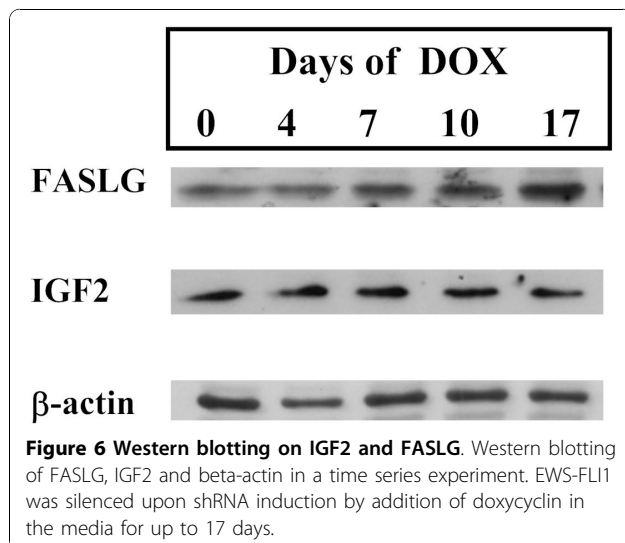 Days of DOX
0 4 7 10 17
FASLG
IGF2
β-actin
Figure 6 Western blotting on IGF2 and FASLG. Western blotting
of FASLG, IGF2 and beta-actin in a time series experiment. EWS-FLI1
was silenced upon shRNA induction by addition of doxycyclin in
the media for up to 17 days.